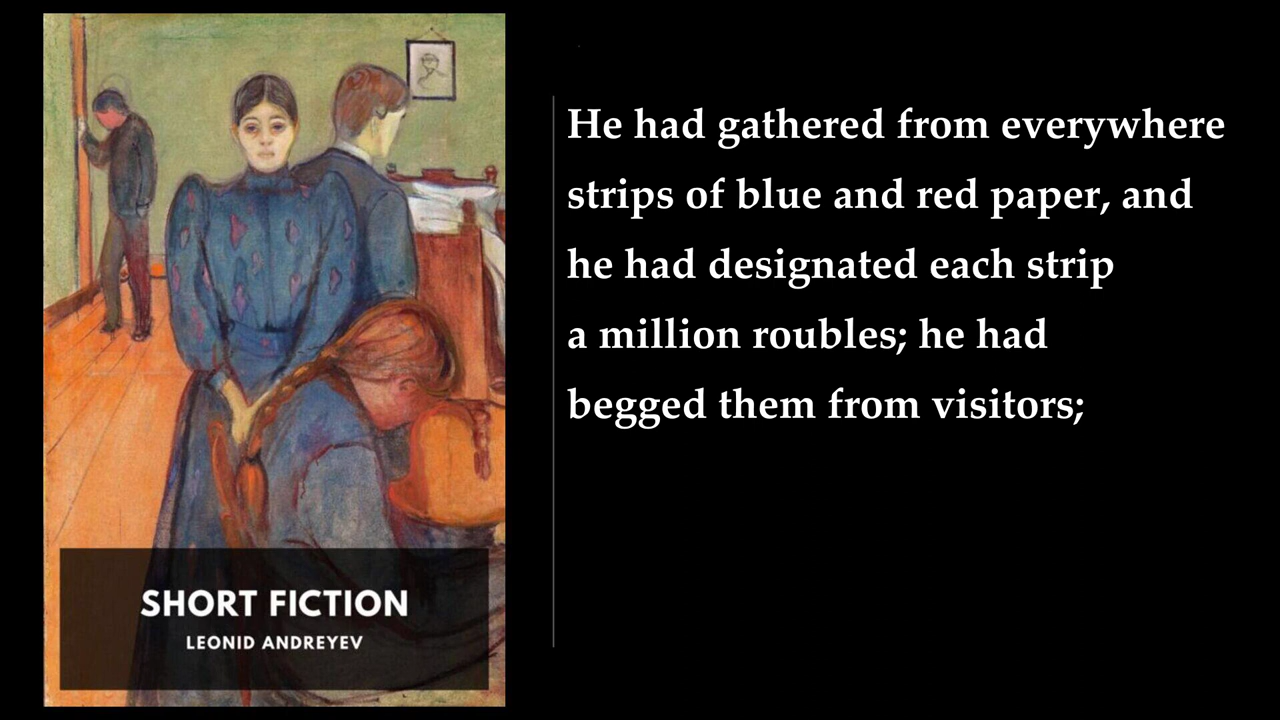 SHORT FICTION
LEONID ANDREYEV
He had gathered from everywhere
strips of blue and red paper, and
he had designated each strip
a million roubles; he had
begged them from visitors;